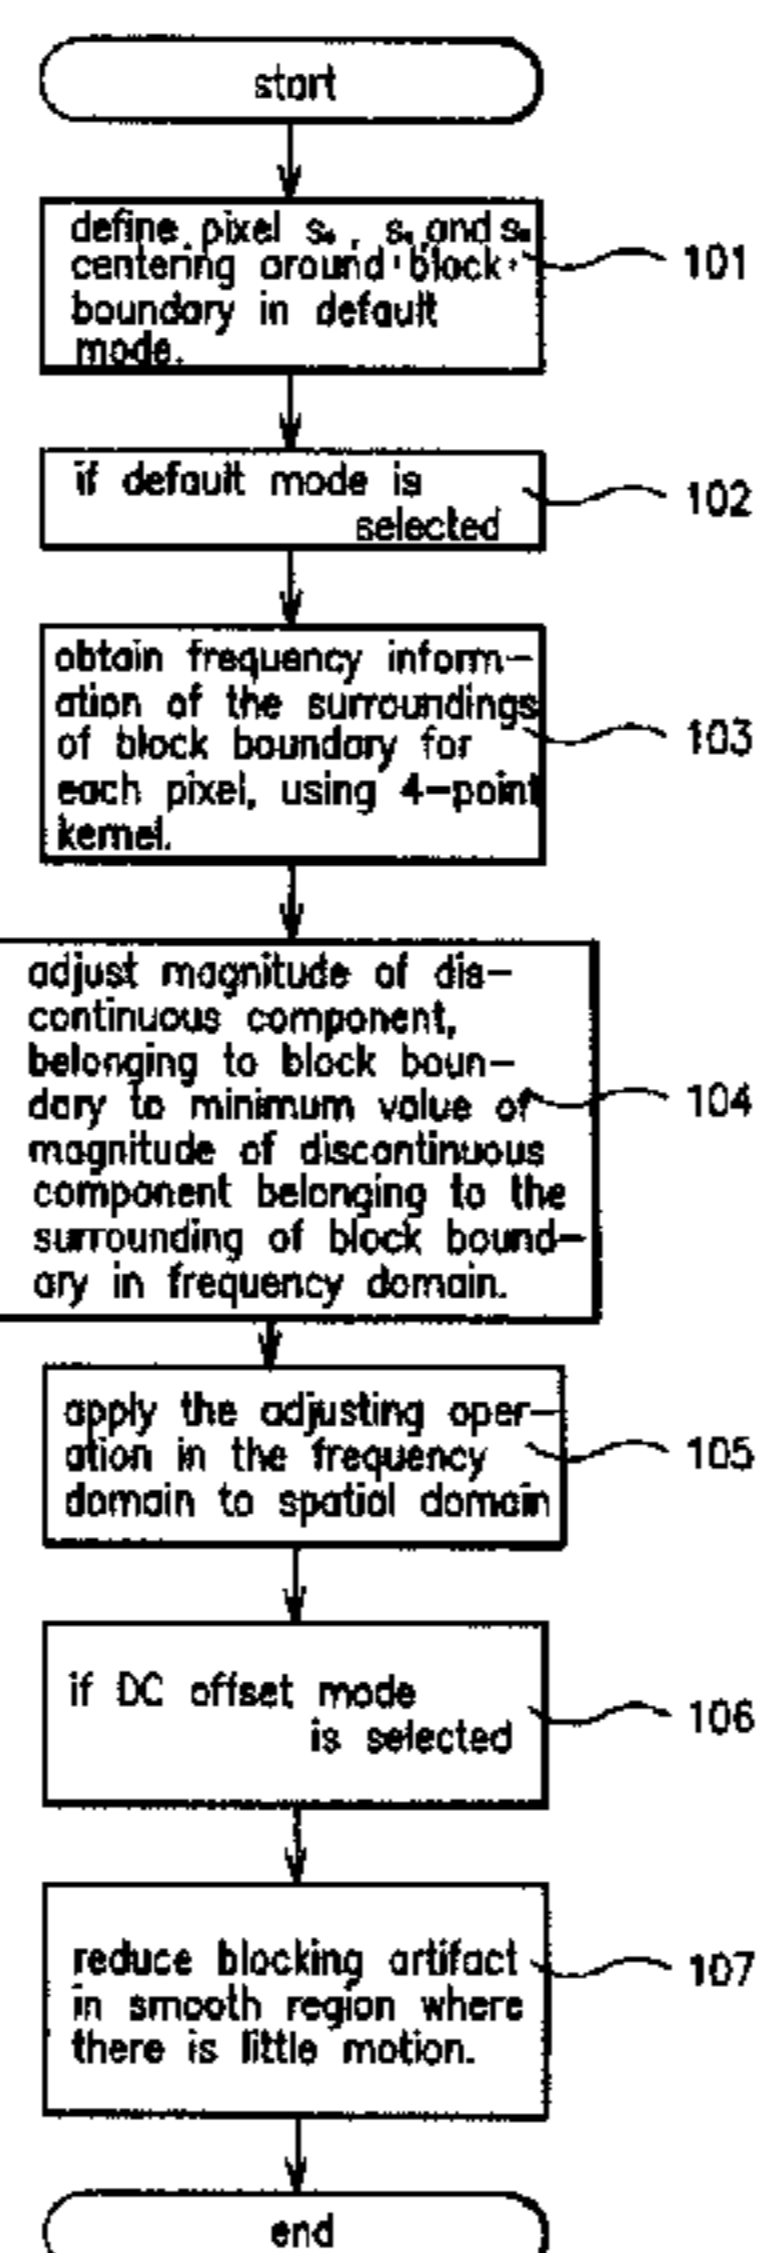 start
define pixel and
centering around block
boundary in default
mode.
101
if default mode is
selected
102
obtain frequency inform-
ation of the surroundings
of block boundary for
each pixel, using 4-point
kernel.
103
adjust magnitude of dis-
continuous component,
belonging to block boun-
dary to minimum value of
magnitude of discontinuous
component belonging to the
surrounding of block bound-
ary in frequency domain.
104
apply the adjusting oper-
ation in the frequency
domain to spatial domain
105
if DC offset mode
is selected
106
reduce blocking artifact
in smooth region where
there is little motion.
107
end